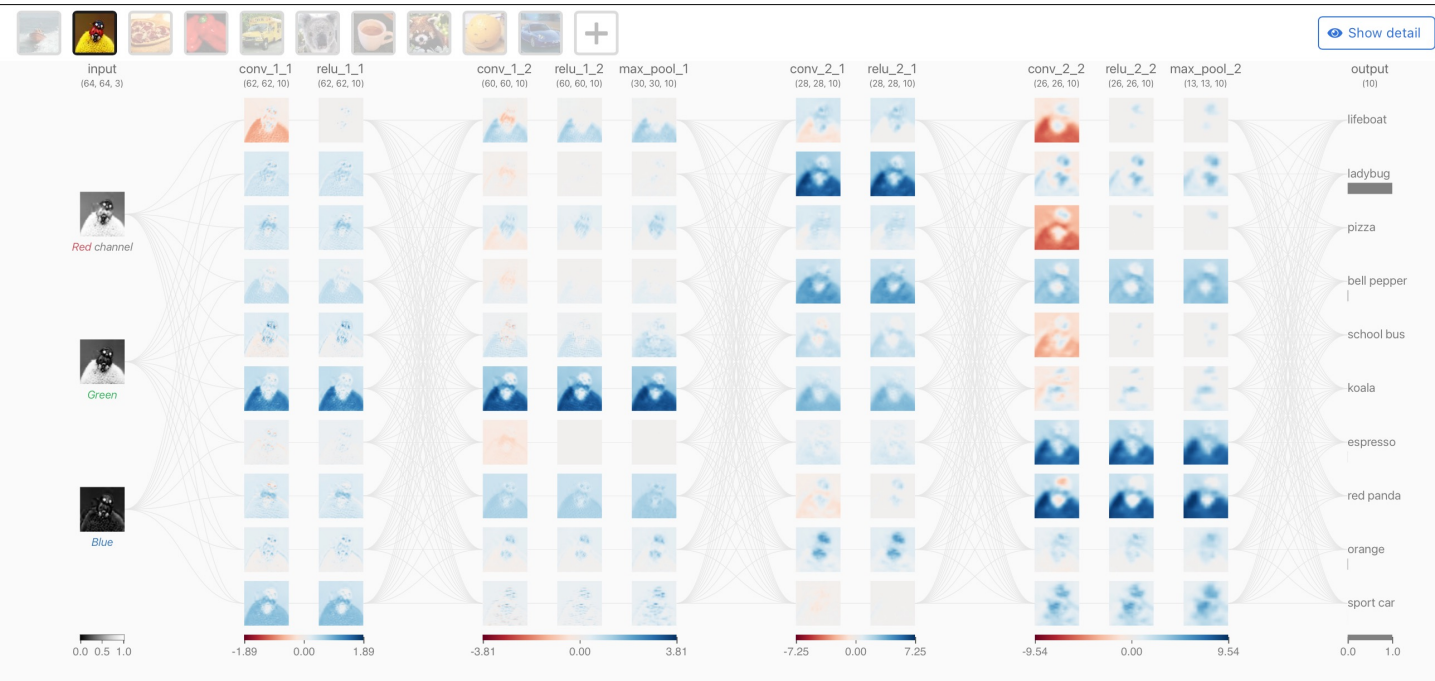 Show detail
input
(64, 64, 3)
conv_1_1
(62, 62, 10)
relu_1_1
(62, 62, 10)
conv_1_2
(60, 60, 10)
relu_1_2
(60, 60, 10)
max_pool_1
(30, 30, 10)
conv_2_1
(28, 28, 10)
relu_2_1
(28, 28, 10)
conv_2_2
(26, 26, 10)
relu_2_2
(26, 26, 10)
max_pool_2
(13, 13, 10)
output
(10)
Red channel
Green
Blue
lifeboat
ladybug
pizza
bell pepper
school bus
koala
espresso
red panda
orange
sport car
0.0 0.5 1.0
-1.89 0.00 1.89
-3.81 0.00 3.81
-7.25 0.00 7.25
-9.54 0.00 9.54
0.0 1.0